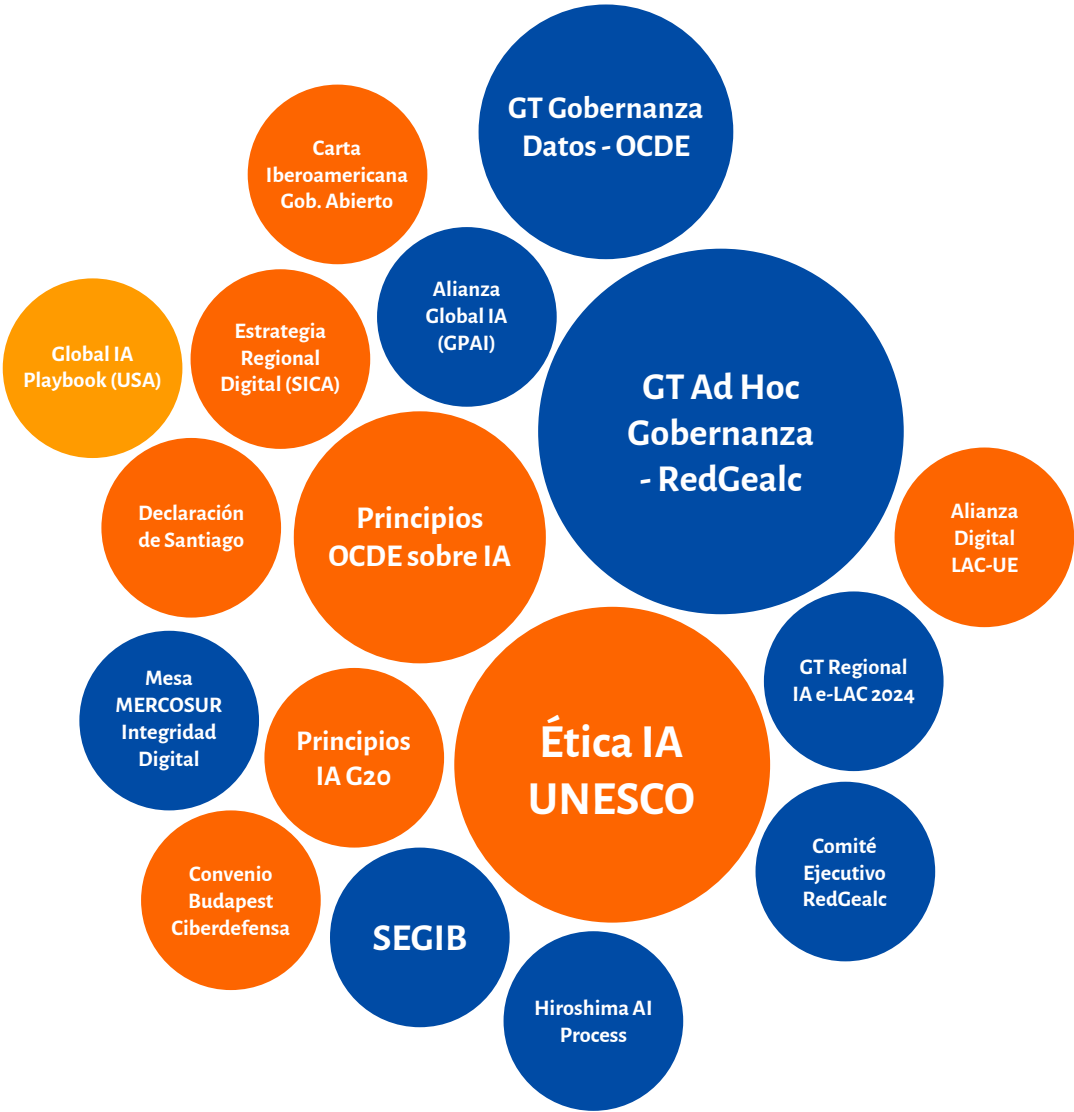 GT Gobernanza
Datos - OCDE
Carta
Iberoamericana
Gob. Abierto
Alianza
Global IA
(GPAI)
Estrategia
Regional
Digital (SICA)
Global IA
Playbook (USA)
GT Ad Hoc
Gobernanza
- RedGealc
Declaración
de Santiago
Principios
OCDE sobre IA
Alianza
Digital
LAC-UE
GT Regional
IA e-LAC 2024
Mesa
MERCOSUR
Integridad
Digital
Principios
IA G20
Ética IA
UNESCO
Comité
Ejecutivo
RedGealc
Convenio
Budapest
Ciberdefensa
SEGIB
Hiroshima AI
Process